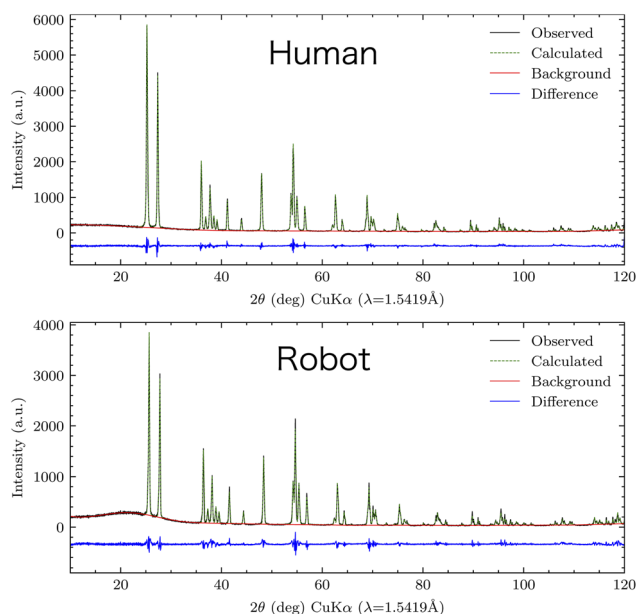 Human
Observed
Calculated
Background
Difference
Intensity (a.u.)
6000
5000
4000
3000
2000
1000
0
20 40 60 80 100 120
2θ (deg) CuKα (λ=1.5419Å)
Robot
Observed
Calculated
Background
Difference
Intensity (a.u.)
4000
3000
2000
1000
0
20 40 60 80 100 120
2θ (deg) CuKα (λ=1.5419Å)